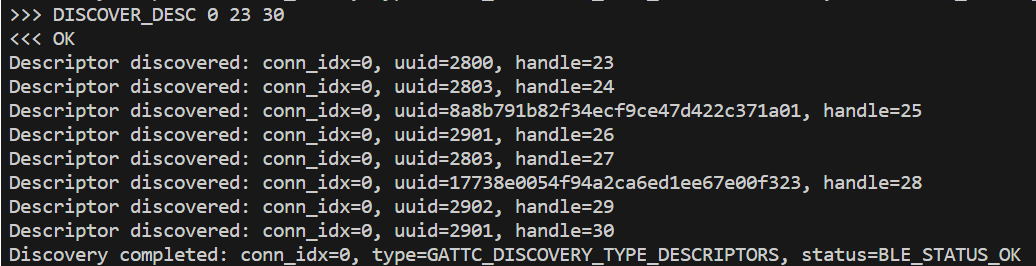 >>> DISCOVER_DESC 0 23 30
<<< OK
Descriptor discovered: conn_idx=0, uuid=2800, handle=23
Descriptor discovered: conn_idx=0, uuid=2803, handle=24
Descriptor discovered: conn_idx=0, uuid=8a8b791b82f34ecf9ce47d422c371a01, handle=25
Descriptor discovered: conn_idx=0, uuid=2901, handle=26
Descriptor discovered: conn_idx=0, uuid=2803, handle=27
Descriptor discovered: conn_idx=0, uuid=17738e0054f94a2ca6ed1ee67e00f323, handle=28
Descriptor discovered: conn_idx=0, uuid=2902, handle=29
Descriptor discovered: conn_idx=0, uuid=2901, handle=30
Discovery completed: conn_idx=0, type=GATTC_DISCOVERY_TYPE_DESCRIPTORS, status=BLE_STATUS_OK